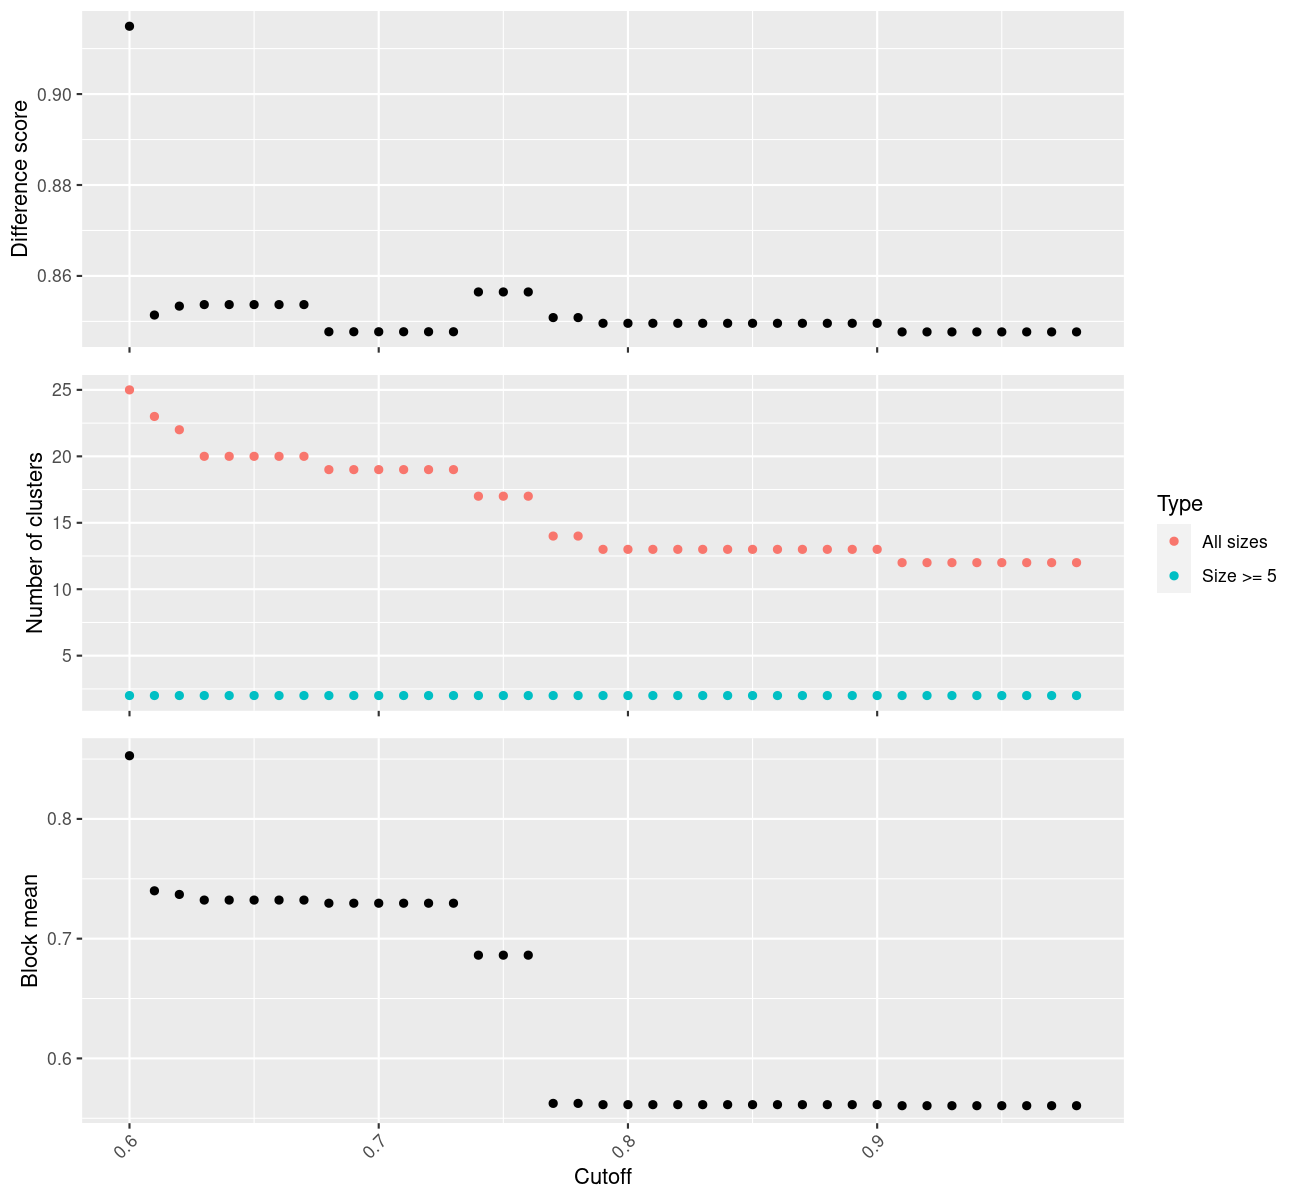 Difference score
0.90
0.88
0.86
Number of clusters
25
20
15
10
5
Type
All sizes
Size >= 5
Block mean
0.8
0.7
0.6
0.6 0.7 0.8 0.9
Cutoff